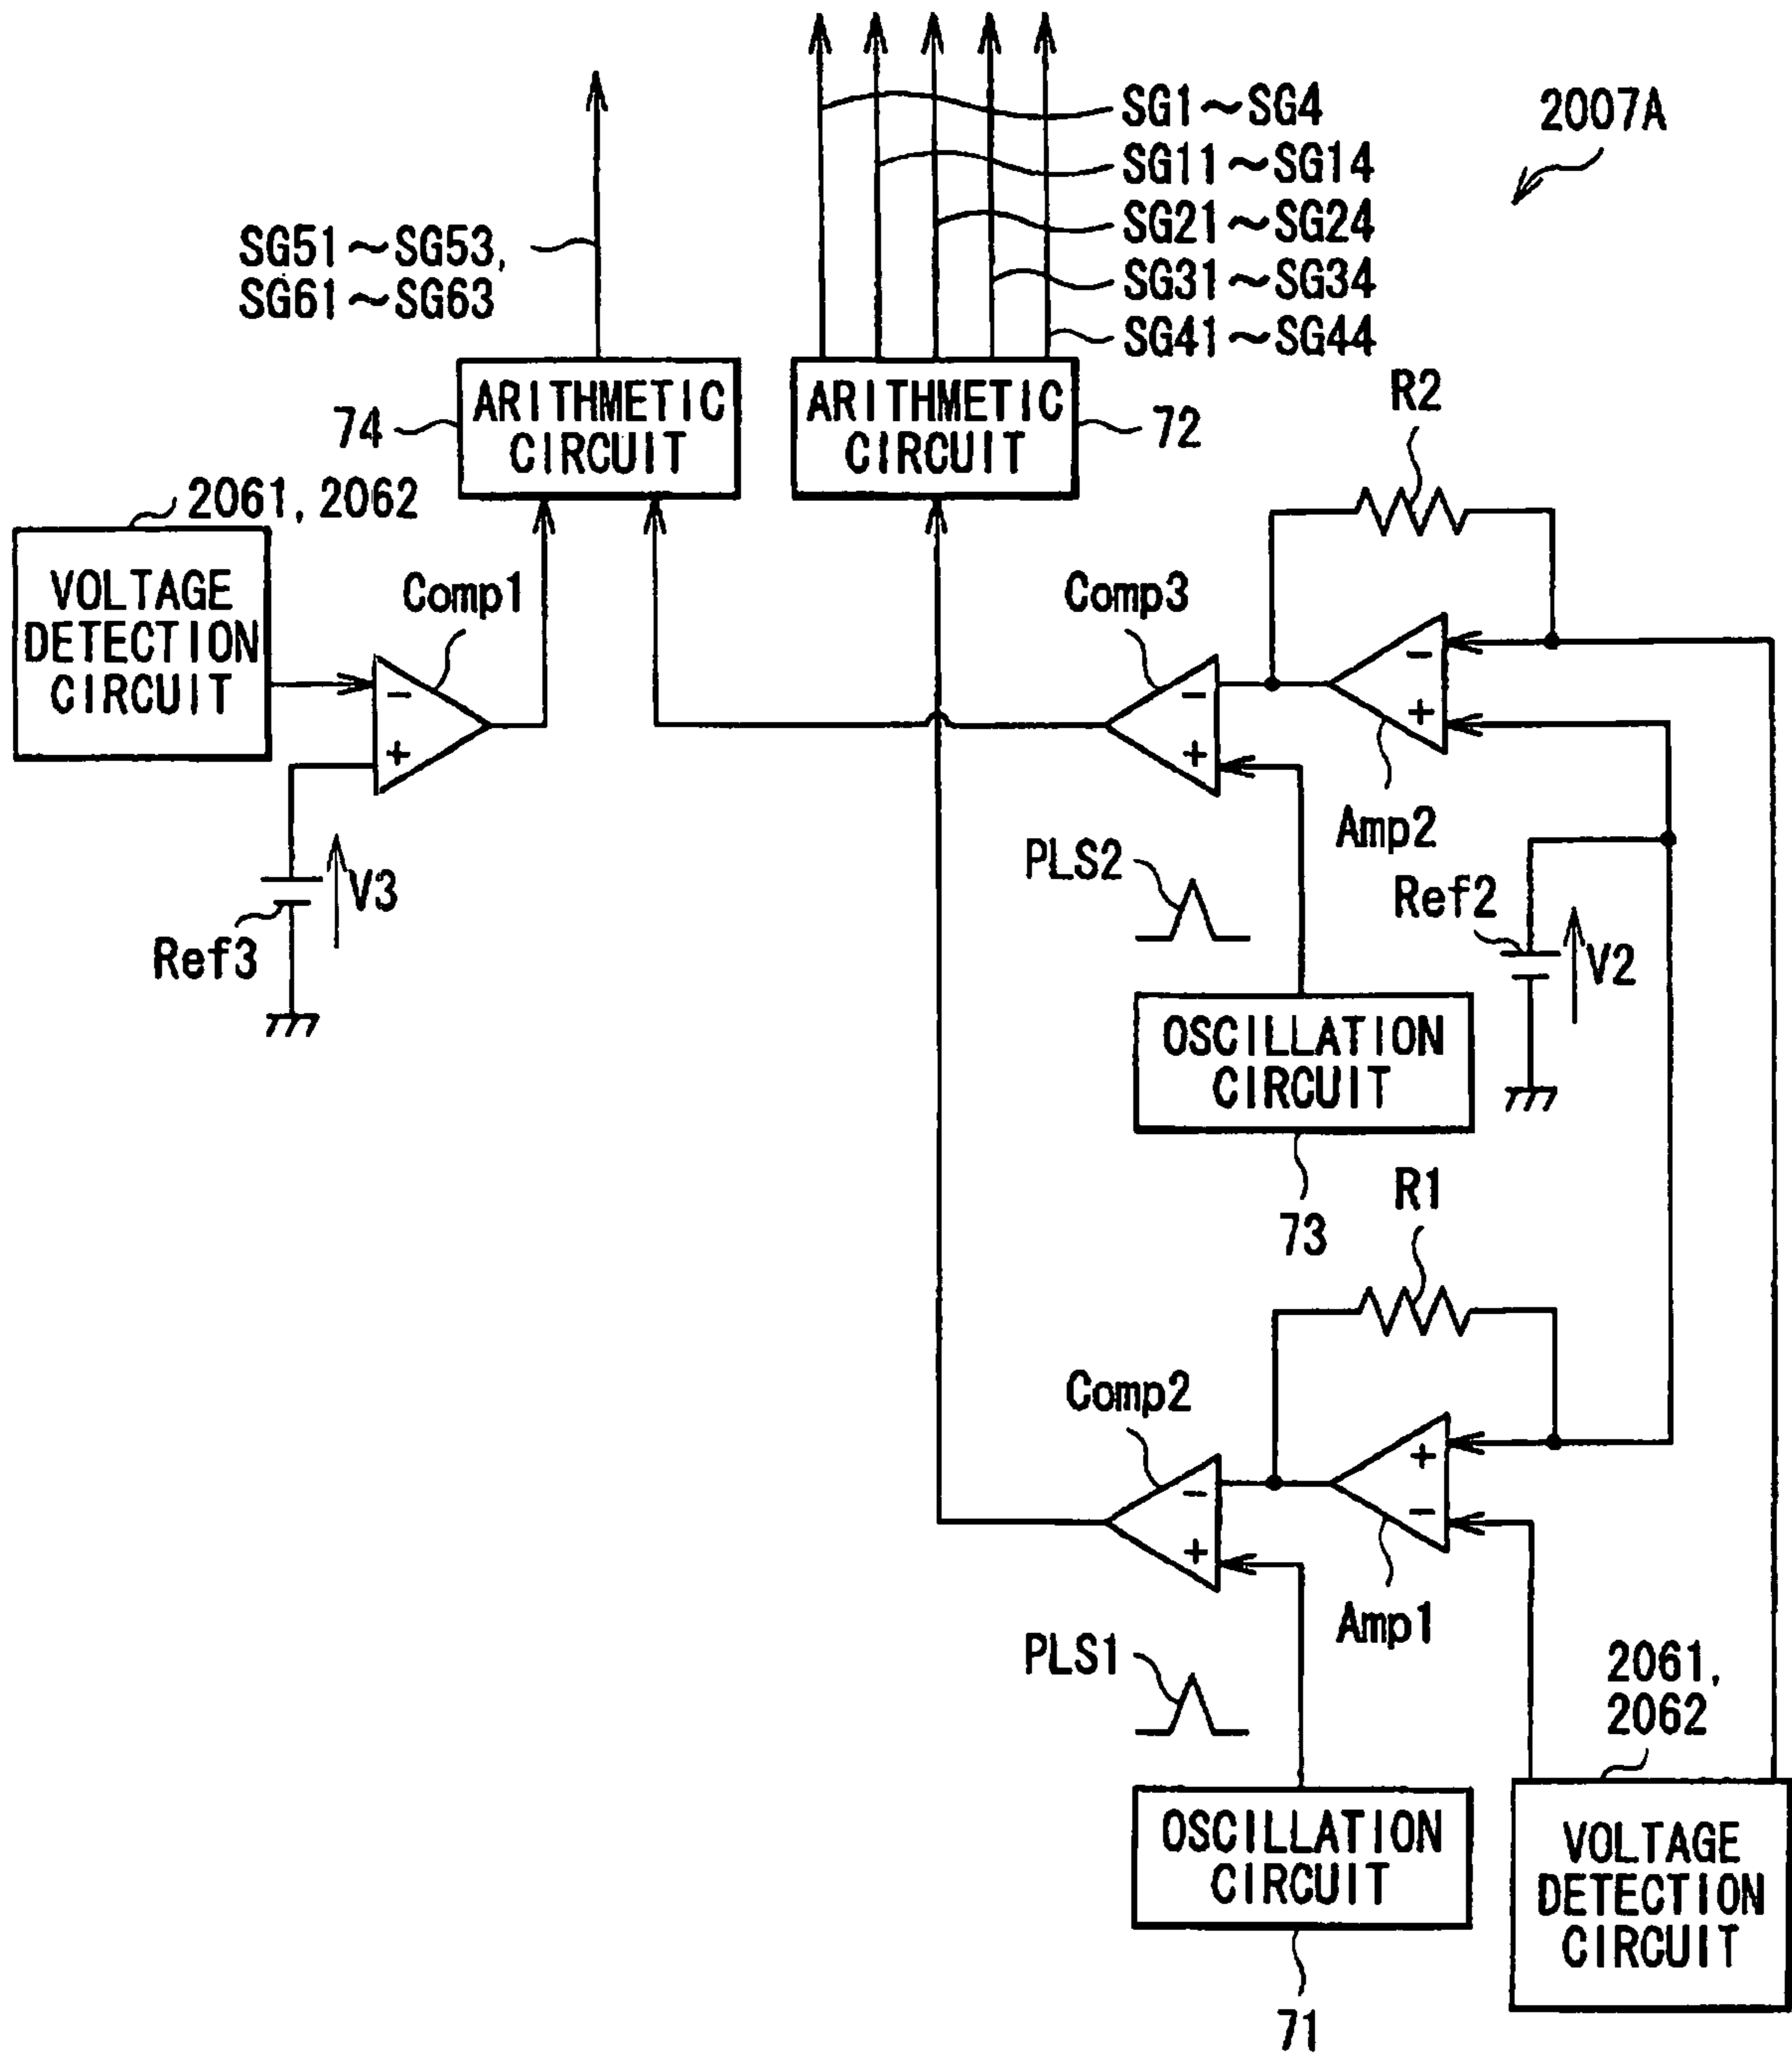 SG1~SG4
2007A
SG11~SG14
SG21~SG24
SG51~SG53,
SG61~SG63
SG31~SG34
SG41~SG44
74
ARITHMETIC
CIRCUIT
ARITHMETIC
CIRCUIT
72
R2
2061, 2062
VOLTAGE
DETECTION
CIRCUIT
Comp1
-
+
Comp3
-
+
-
+
Amp2
PLS2
V3
Ref3
Ref2
V2
OSCILLATION
CIRCUIT
73
R1
Comp2
-
+
+
-
Amp1
PLS1
2061,
2062
OSCILLATION
CIRCUIT
71
VOLTAGE
DETECTION
CIRCUIT